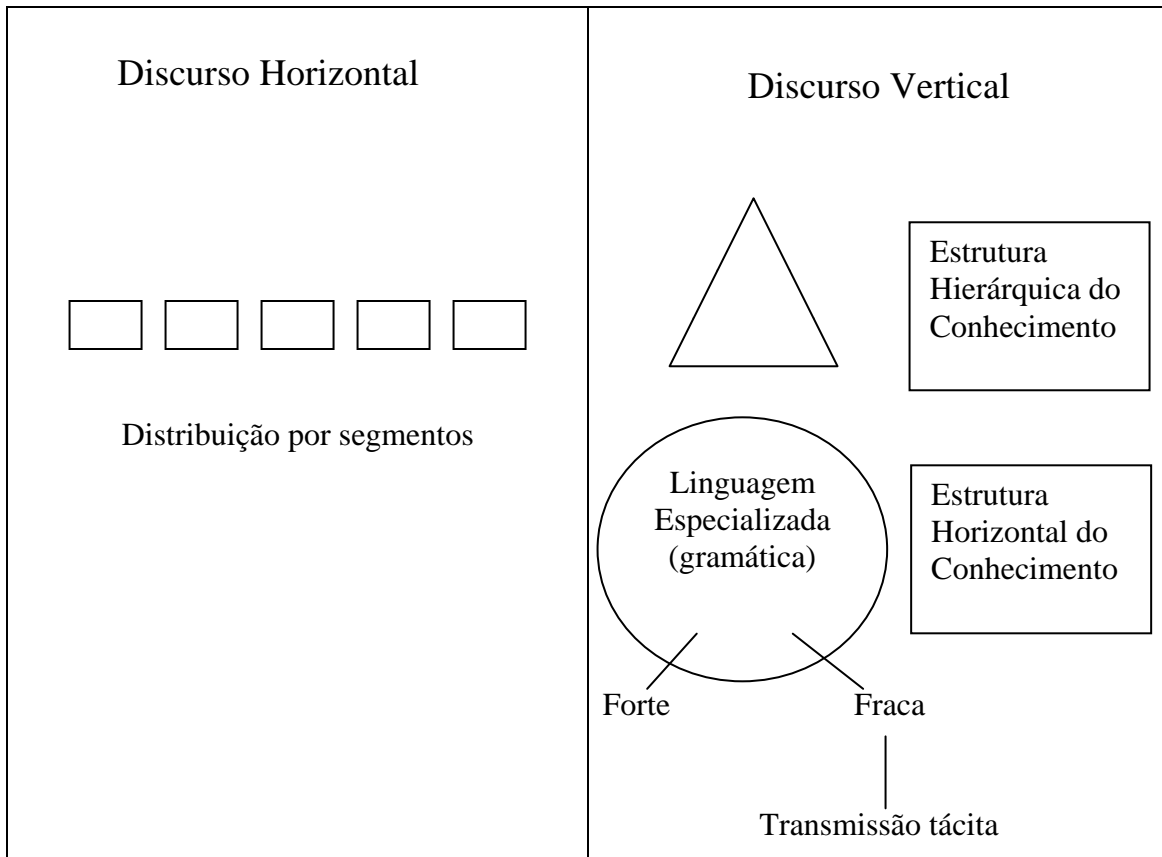 Discurso Horizontal
Distribuição por segmentos
Discurso Vertical
Estrutura
Hierárquica do
Conhecimento
Linguagem
Especializada
(gramática)
Estrutura
Horizontal do
Conhecimento
Forte
Fraca
Transmissão tácita